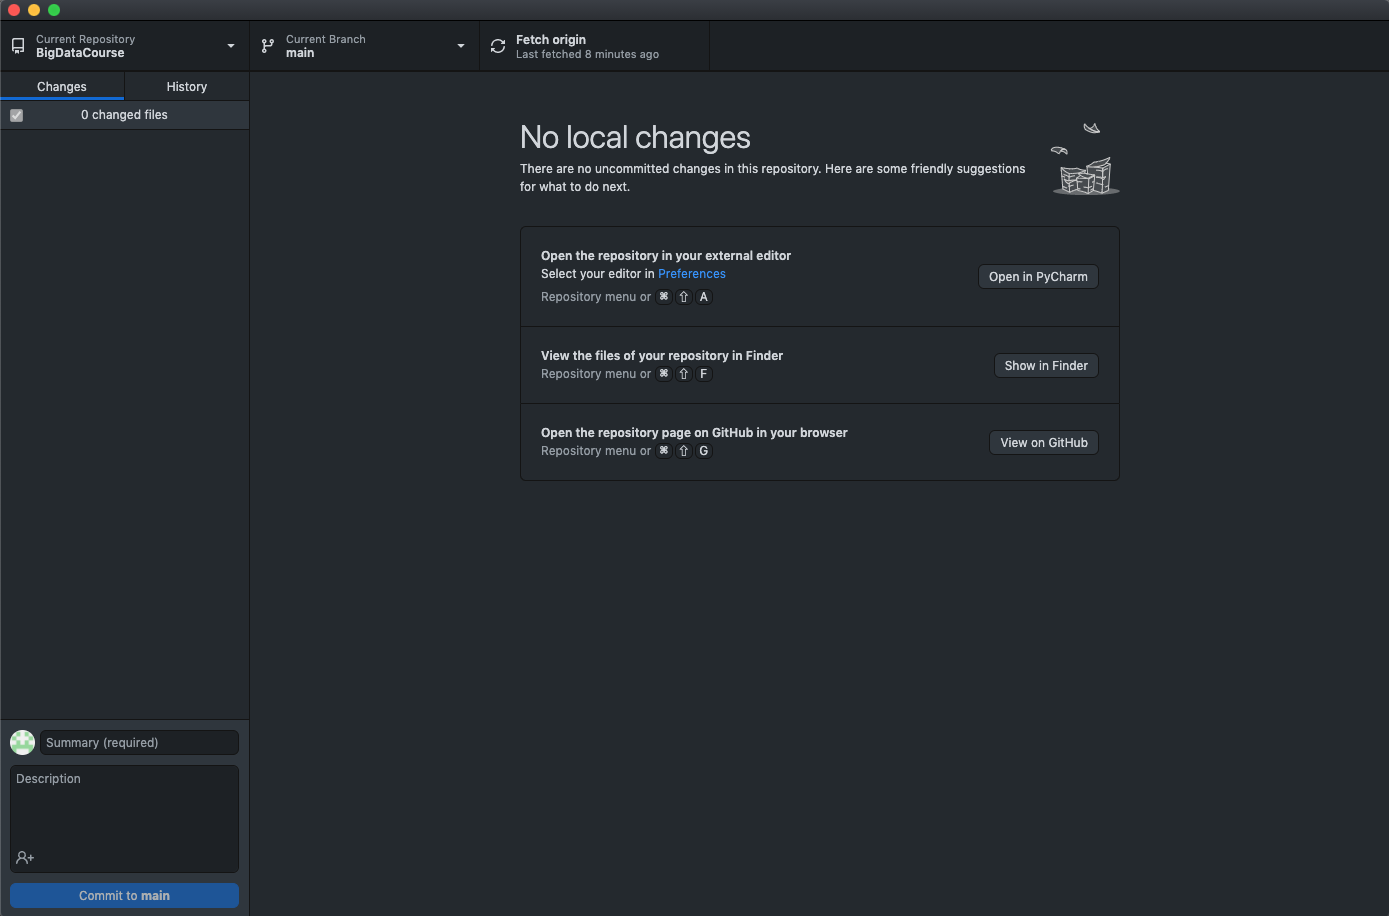 Current Repository
BigDataCourse
Current Branch
main
Fetch origin
Last fetched 8 minutes ago
Changes
History
0 changed files
No local changes
There are no uncommitted changes in this repository. Here are some friendly suggestions
for what to do next.
Open the repository in your external editor
Select your editor in Preferences
Repository menu or ⌘ ⇧ A
Open in PyCharm
View the files of your repository in Finder
Repository menu or ⌘ ⇧ F
Show in Finder
Open the repository page on GitHub in your browser
Repository menu or ⌘ ⇧ G
View on GitHub
Summary (required)
Description
Commit to main